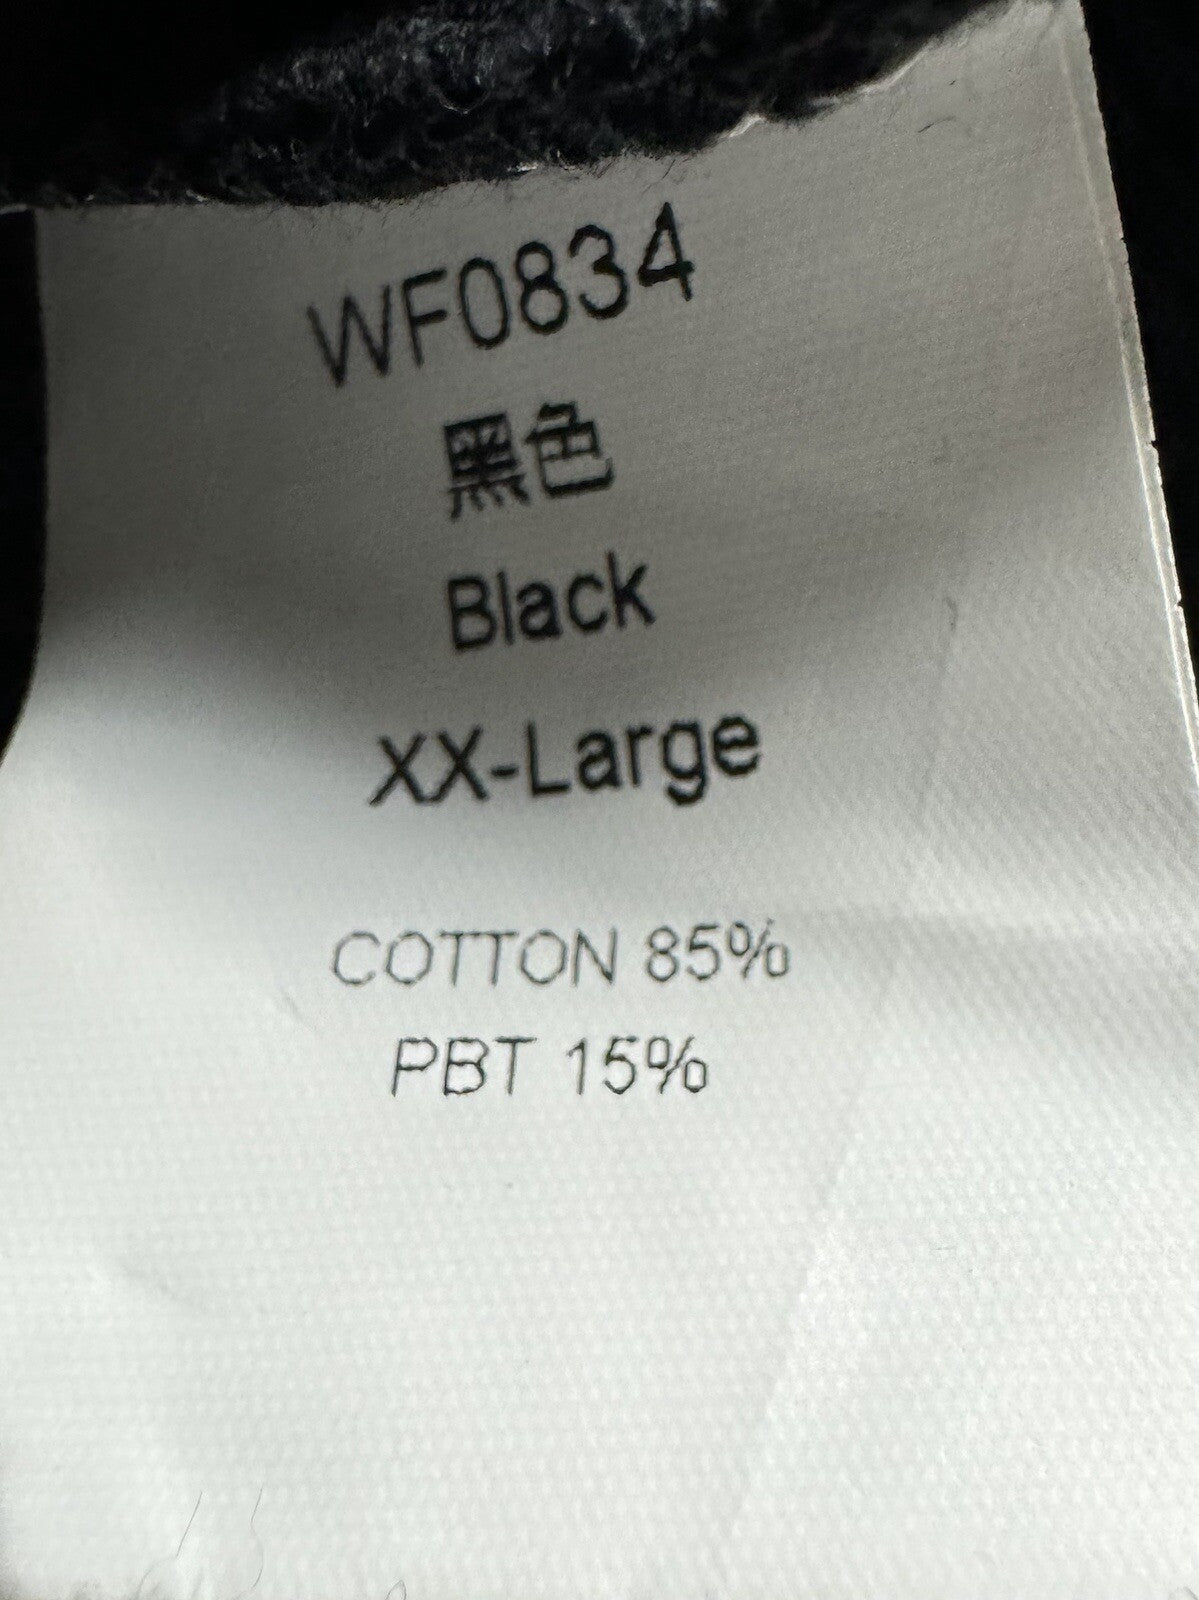 WF0834
黑色
Black
XX-Large
COTTON 85%
PBT 15%